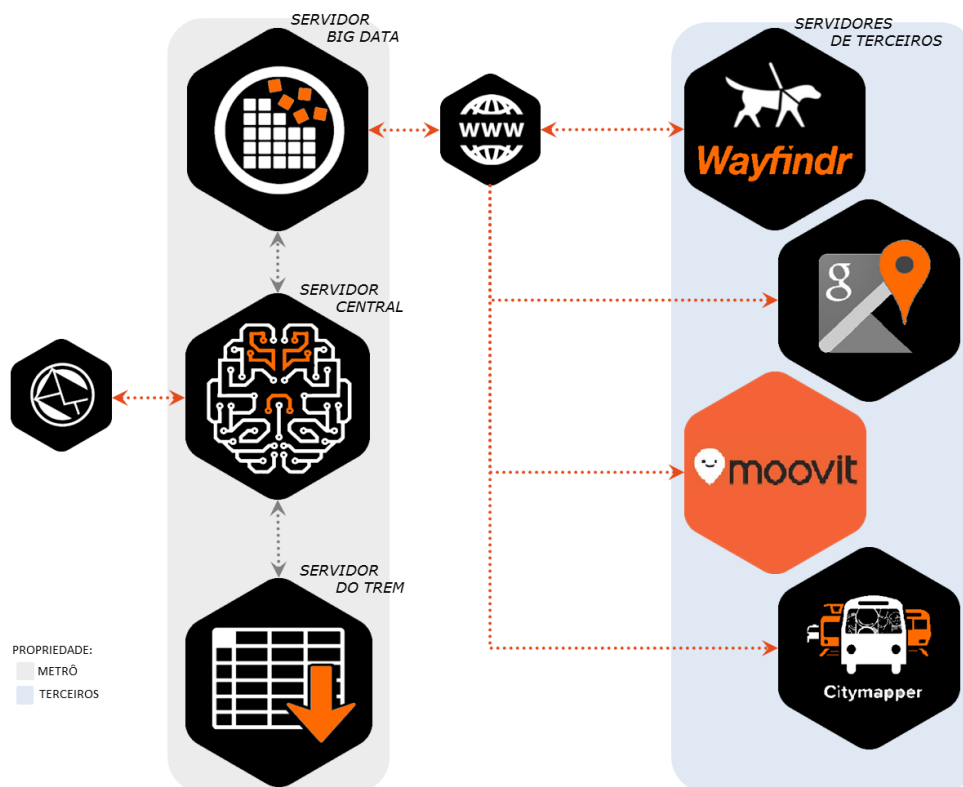 SERVIDOR
BIG DATA
SERVIDORES
DE TERCEIROS
WWW
Wayfindr
g
SERVIDOR
CENTRAL
moovit
SERVIDOR
DO TREM
Citymapper
PROPRIEDADE:
METRÔ
TERCEIROS